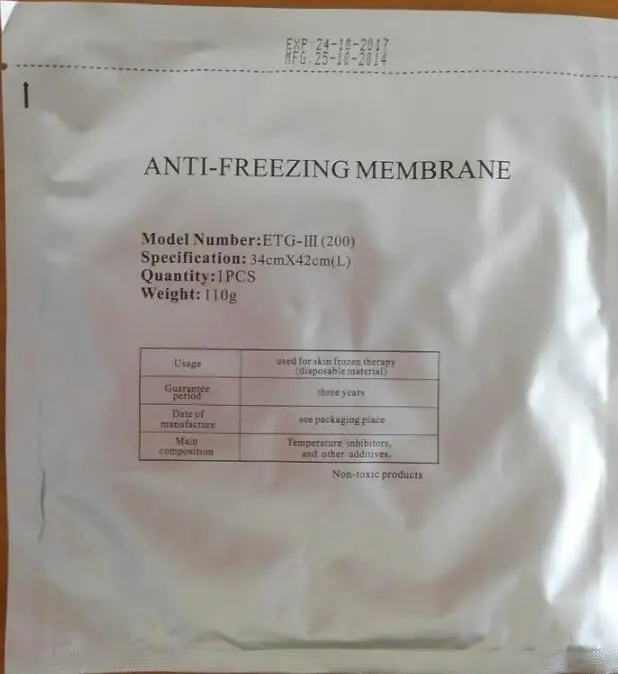 EXP:24-10-2017
MFG:25-10-2014
ANTI-FREEZING MEMBRANE
Model Number:ETG-III(200)
Specification: 34cmX42cm(L)
Quantity:1PCS
Weight: 110g
Usage
used for skin frozen therapy
(disposable material)
Guarantee
period
three years
Date of
manufacture
see packaging place
Main
composition
Temperature inhibitors,
and other additives.
Non-toxic products